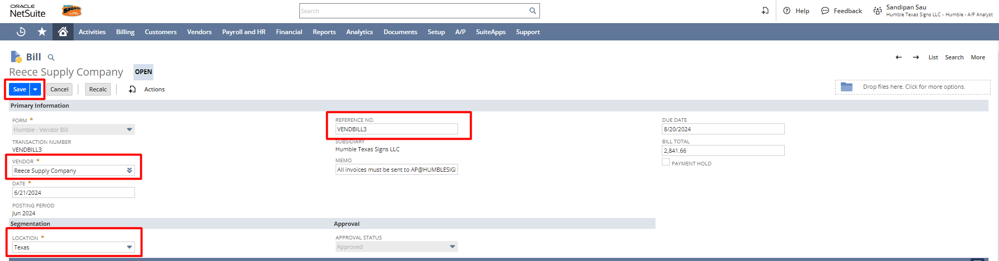 ORACLE
NetSuite
SIGNS
Search
Help
Feedback
Sandipan Sau
Humble Texas Signs LLC - Humble - A/P Analyst
Activities Billing Customers Vendors Payroll and HR Financial Reports Analytics Documents Setup A/P SuiteApps Support
Bill
List Search More
Reece Supply Company OPEN
Save Cancel Recalc Actions
Drop files here. Click for more options.
Primary Information
FORM *
Humble - Vendor Bill
TRANSACTION NUMBER
VENDBILL3
VENDOR *
Reece Supply Company
DATE *
6/21/2024
POSTING PERIOD
Jun 2024
REFERENCE NO.
VENDBILL3
SUBSIDIARY
Humble Texas Signs LLC
MEMO
All invoices must be sent to AP@HUMBLESIG
DUE DATE
8/20/2024
BILL TOTAL
2,841.66
PAYMENT HOLD
Segmentation
LOCATION *
Texas
Approval
APPROVAL STATUS
Approved